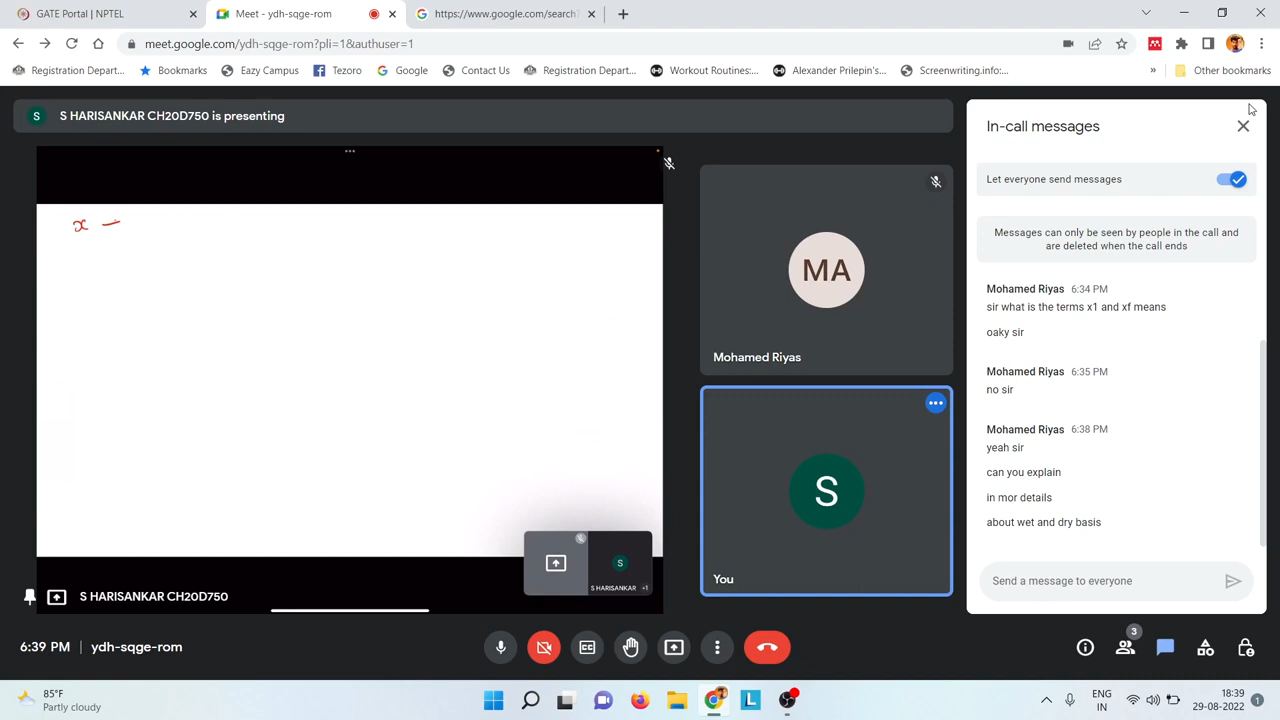 GATE Portal | NPTEL
Meet - ydh-sqge-rom
https://www.google.com/search?
meet.google.com/ydh-sqge-rom?pli=1&authuser=1
Registration Depart...
Bookmarks
Eazy Campus
Tezoro
Google
Contact Us
Registration Depart...
Workout Routines:...
Alexander Prilepin's...
Screenwriting.info:...
»
Other bookmarks
S
S HARISANKAR CH20D750 is presenting
x —
S
S HARISANKAR +1
S HARISANKAR CH20D750
MA
Mohamed Riyas
S
You
In-call messages
Let everyone send messages
Messages can only be seen by people in the call and
are deleted when the call ends
Mohamed Riyas 6:34 PM
sir what is the terms x1 and xf means
oaky sir
Mohamed Riyas 6:35 PM
no sir
Mohamed Riyas 6:38 PM
yeah sir
can you explain
in mor details
about wet and dry basis
Send a message to everyone
6:39 PM | ydh-sqge-rom
3
85°F
Partly cloudy
L
ENG
IN
18:39
29-08-2022
1